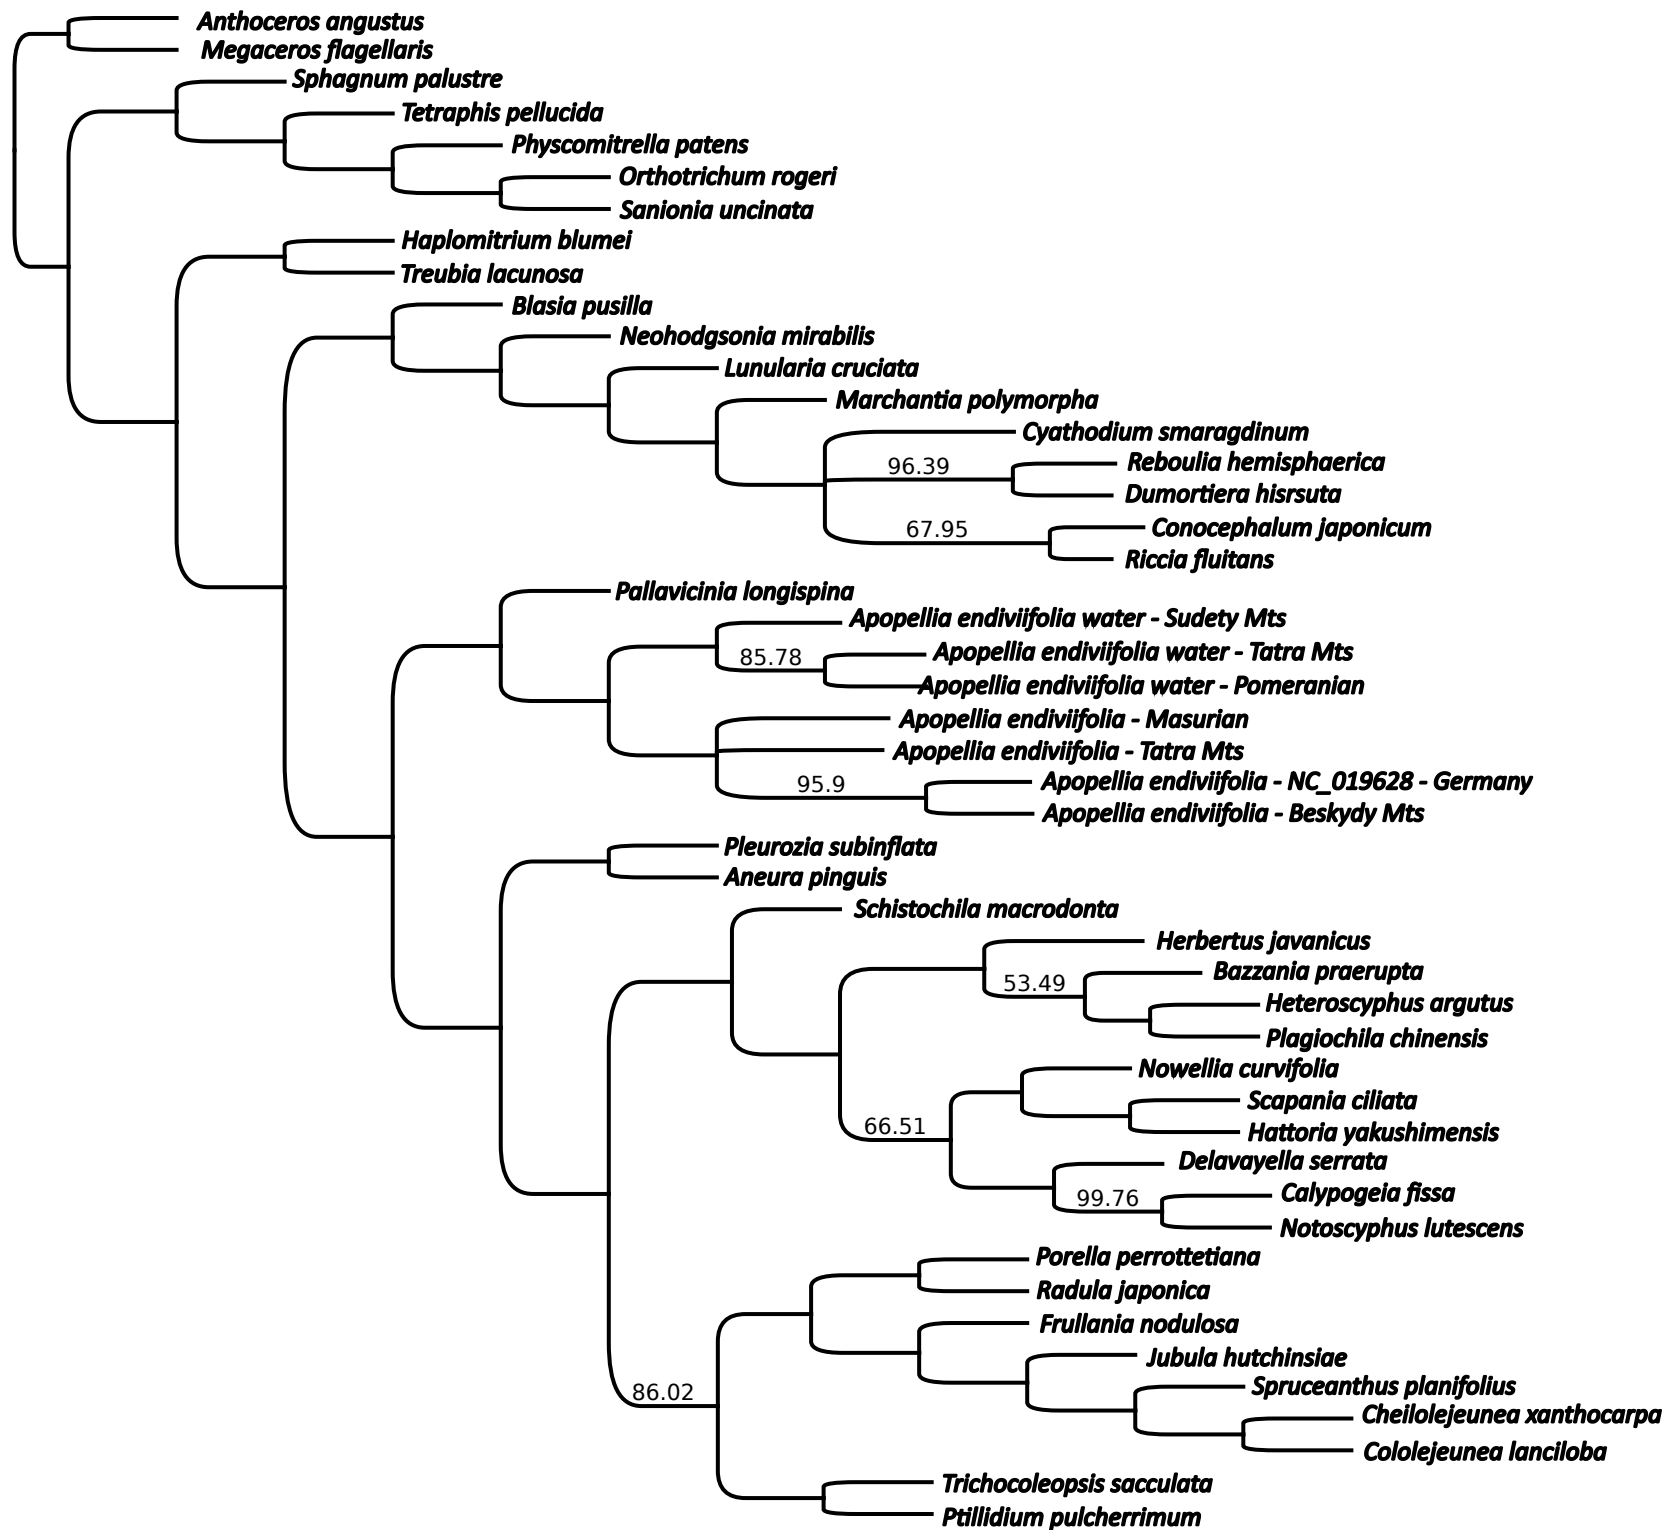 Anthoceros angustus
Megaceros flagellaris
Sphagnum palustre
Tetraphis pellucida
Physcomitrella patens
Orthotrichum rogeri
Sanionia uncinata
Haplomitrium blumei
Treubia lacunosa
Blasia pusilla
Neohodgsonia mirabilis
Lunularia cruciata
Marchantia polymorpha
Cyathodium smaragdinum
96.39
Reboulia hemisphaerica
Dumortiera hisrsuta
67.95
Conocephalum japonicum
Riccia fluitans
Pallavicinia longispina
Apopellia endiviifolia water - Sudety Mts
85.78
Apopellia endiviifolia water - Tatra Mts
Apopellia endiviifolia water - Pomeranian
Apopellia endiviifolia - Masurian
Apopellia endiviifolia - Tatra Mts
95.9
Apopellia endiviifolia - NC_019628 - Germany
Apopellia endiviifolia - Beskydy Mts
Pleurozia subinflata
Aneura pinguis
Schistochila macrodonta
Herbertus javanicus
53.49
Bazzania praerupta
Heteroscyphus argutus
Plagiochila chinensis
Nowellia curvifolia
Scapania ciliata
66.51
Hattoria yakushimensis
Delavayella serrata
99.76
Calypogeia fissa
Notoscyphus lutescens
Porella perrottetiana
Radula japonica
Frullania nodulosa
Jubula hutchinsiae
86.02
Spruceanthus planifolius
Cheilolejeunea xanthocarpa
Cololejeunea lanciloba
Trichocoleopsis sacculata
Ptillidium pulcherrimum